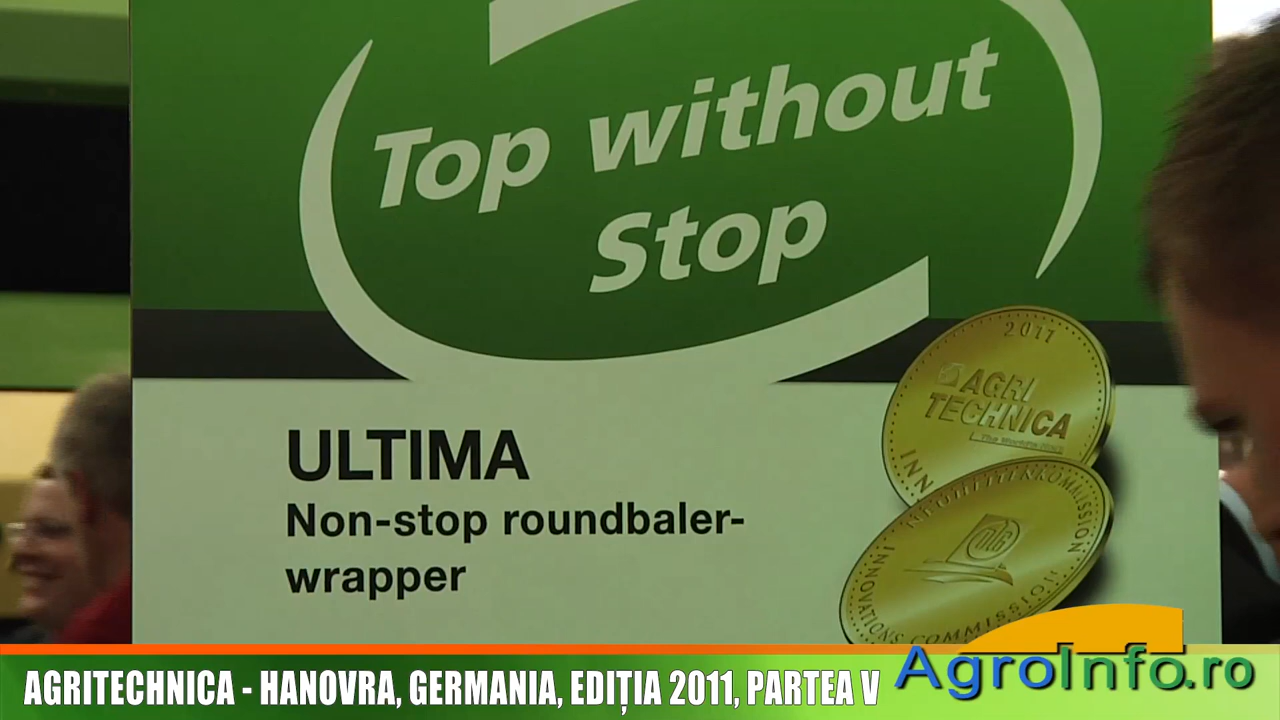 Top without
Stop
ULTIMA
Non-stop roundbaler-
wrapper
2011
AGRI
TECHNICA
INNOVATIONS COMMISSION
AGRITECHNICA - HANOVRA, GERMANIA, EDIȚIA 2011, PARTEA V
AgroInfo.ro